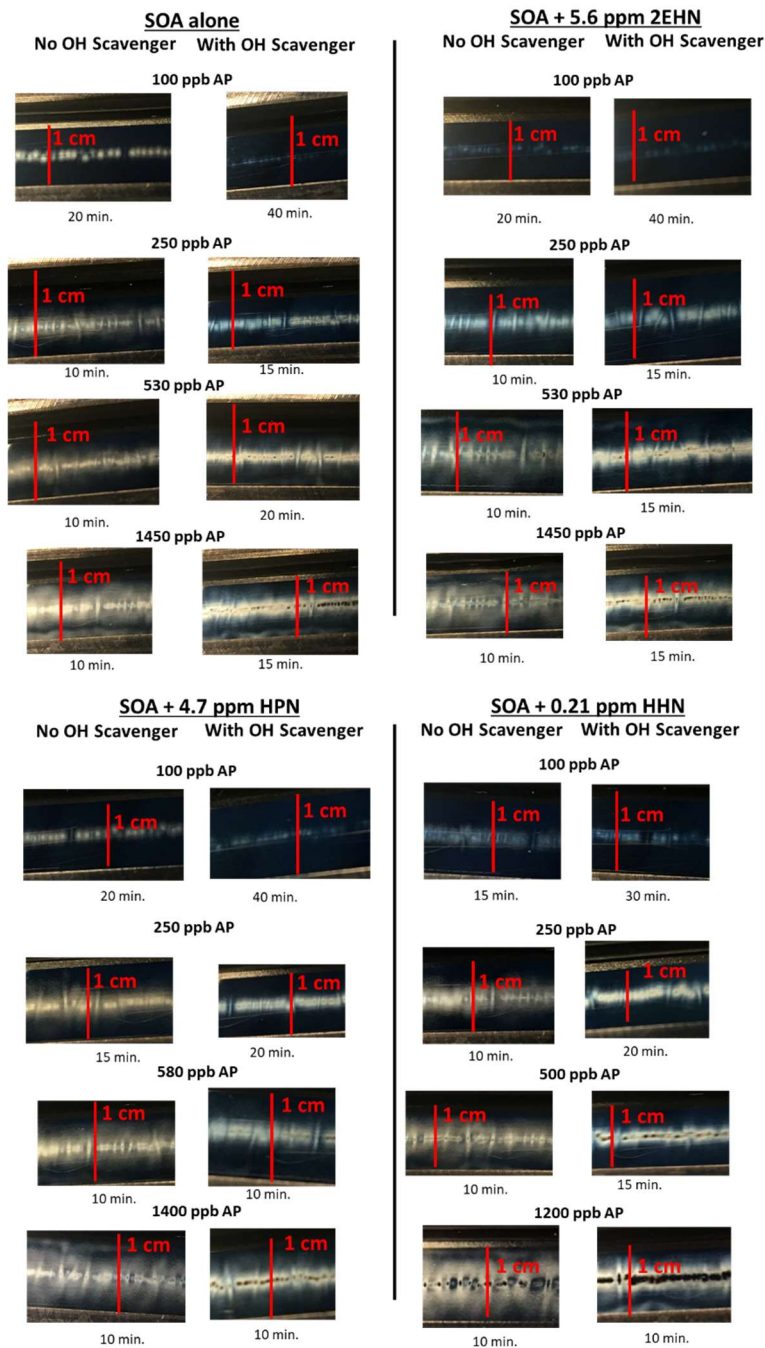 SOA alone
No OH Scavenger With OH Scavenger
100 ppb AP
1 cm 1 cm
20 min. 40 min.
250 ppb AP
1 cm 1 cm
10 min. 15 min.
530 ppb AP
1 cm 1 cm
10 min. 20 min.
1450 ppb AP
1 cm 1 cm
10 min. 15 min.
SOA + 5.6 ppm 2EHN
No OH Scavenger With OH Scavenger
100 ppb AP
1 cm 1 cm
20 min. 40 min.
250 ppb AP
1 cm 1 cm
10 min. 15 min.
530 ppb AP
1 cm 1 cm
10 min. 15 min.
1450 ppb AP
1 cm 1 cm
10 min. 15 min.
SOA + 4.7 ppm HPN
No OH Scavenger With OH Scavenger
100 ppb AP
1 cm 1 cm
20 min. 40 min.
250 ppb AP
1 cm 1 cm
15 min. 20 min.
580 ppb AP
1 cm 1 cm
10 min. 10 min.
1400 ppb AP
1 cm 1 cm
10 min. 10 min.
SOA + 0.21 ppm HHN
No OH Scavenger With OH Scavenger
100 ppb AP
1 cm 1 cm
15 min. 30 min.
250 ppb AP
1 cm 1 cm
10 min. 20 min.
500 ppb AP
1 cm 1 cm
10 min. 15 min.
1200 ppb AP
1 cm 1 cm
10 min. 10 min.